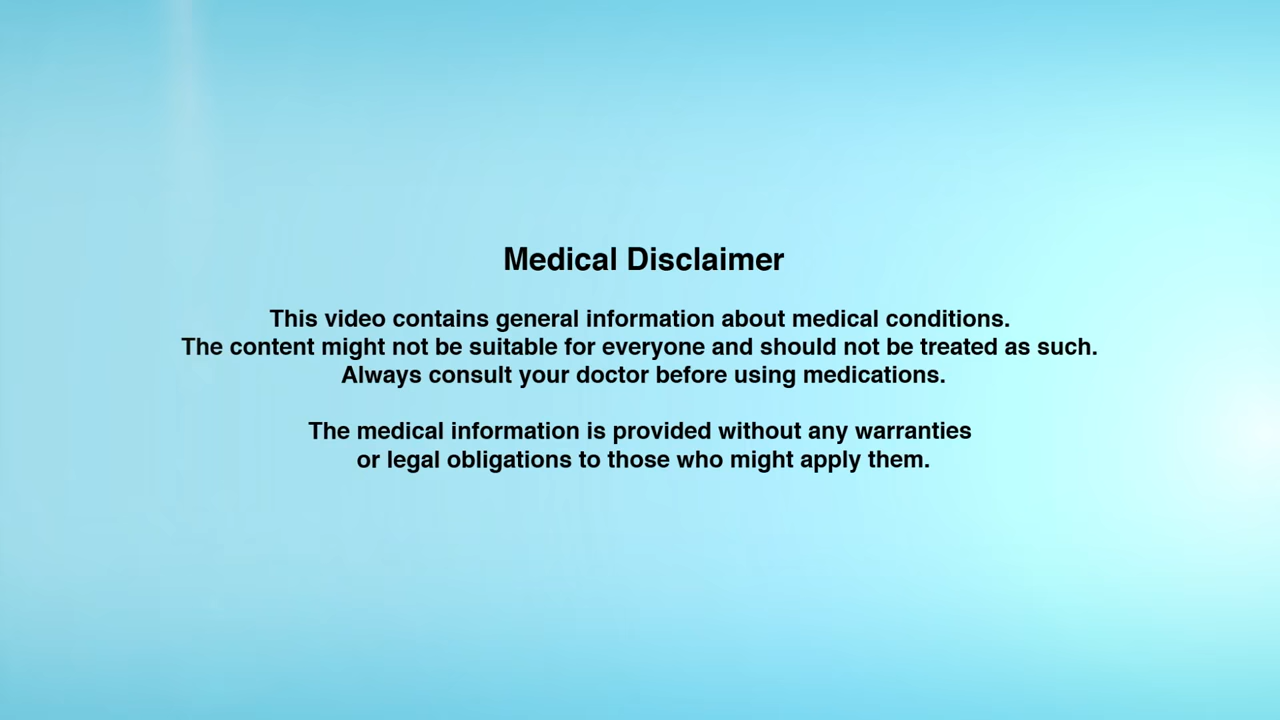 Medical Disclaimer
This video contains general information about medical conditions.
The content might not be suitable for everyone and should not be treated as such.
Always consult your doctor before using medications.
The medical information is provided without any warranties
or legal obligations to those who might apply them.